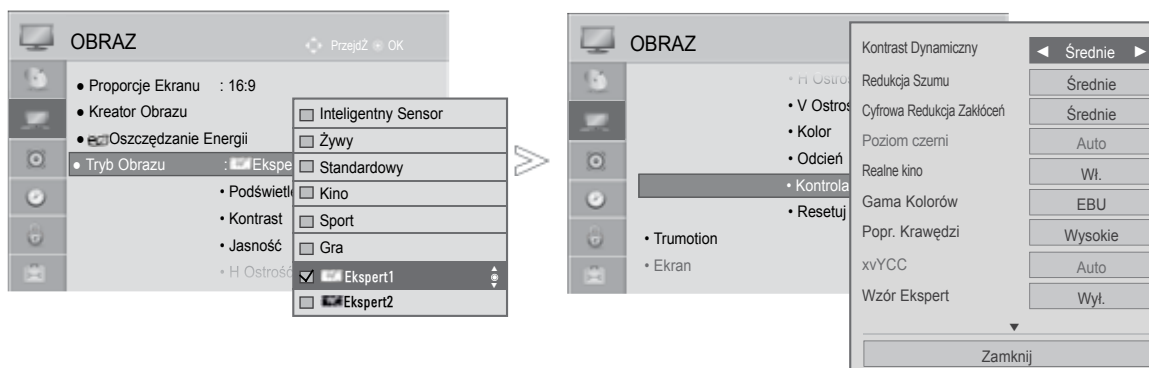 OBRAZ
PrzejdŹ OK
• Proporcje Ekranu : 16:9
• Kreator Obrazu
• Oszczędzanie Energii
• Tryb Obrazu : Ekspe
• Podświetl
• Kontrast
• Jasność
• H Ostrość
Inteligentny Sensor
Żywy
Standardowy
Kino
Sport
Gra
Ekspert1
Ekspert2
OBRAZ
• H Ostro
• V Ostroś
• Kolor
• Odcień
• Kontrola
• Resetuj
• Trumotion
• Ekran
Kontrast Dynamiczny ◄ Średnie ►
Redukcja Szumu Średnie
Cyfrowa Redukcja Zakłóceń Średnie
Poziom czerni Auto
Realne kino Wł.
Gama Kolorów EBU
Popr. Krawędzi Wysokie
xvYCC Auto
Wzór Ekspert Wył.
Zamknij